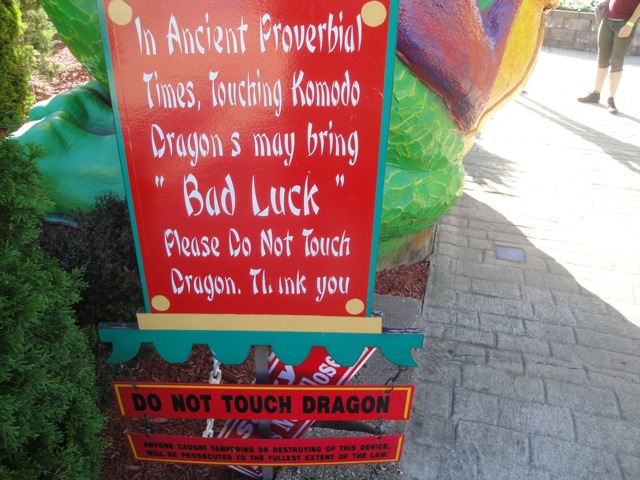 In Ancient Proverbial
Times, Touching Komodo
Dragon s may bring
" Bad Luck "
Please Do Not Touch
Dragon. Thank you
DO NOT TOUCH DRAGON
ANYONE CAUGHT TAMPERING OR DESTROYING OF THIS DEVICE,
WILL BE PROSECUTED TO THE FULLEST EXTENT OF THE LAW.